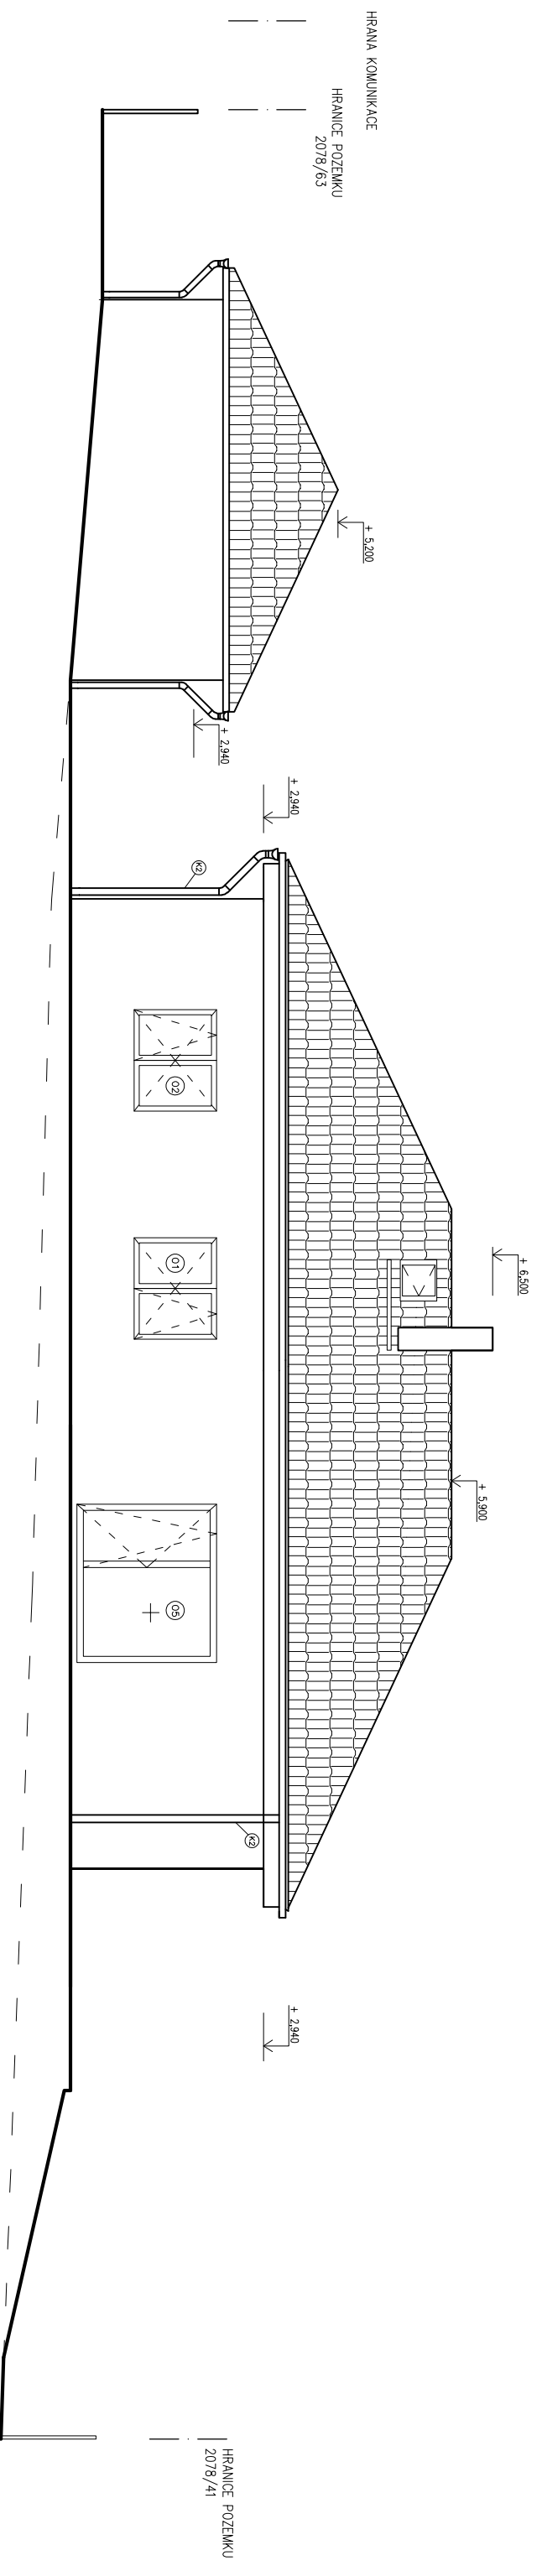 HRANA KOMUNIKACE
HRANICE POZEMKU
2078/63
+ 5,200
+ 2,940
+ 2,940
K2
O2
O1
+ 6,500
+ 5,900
O5
K2
+ 2,940
HRANICE POZEMKU
2078/41